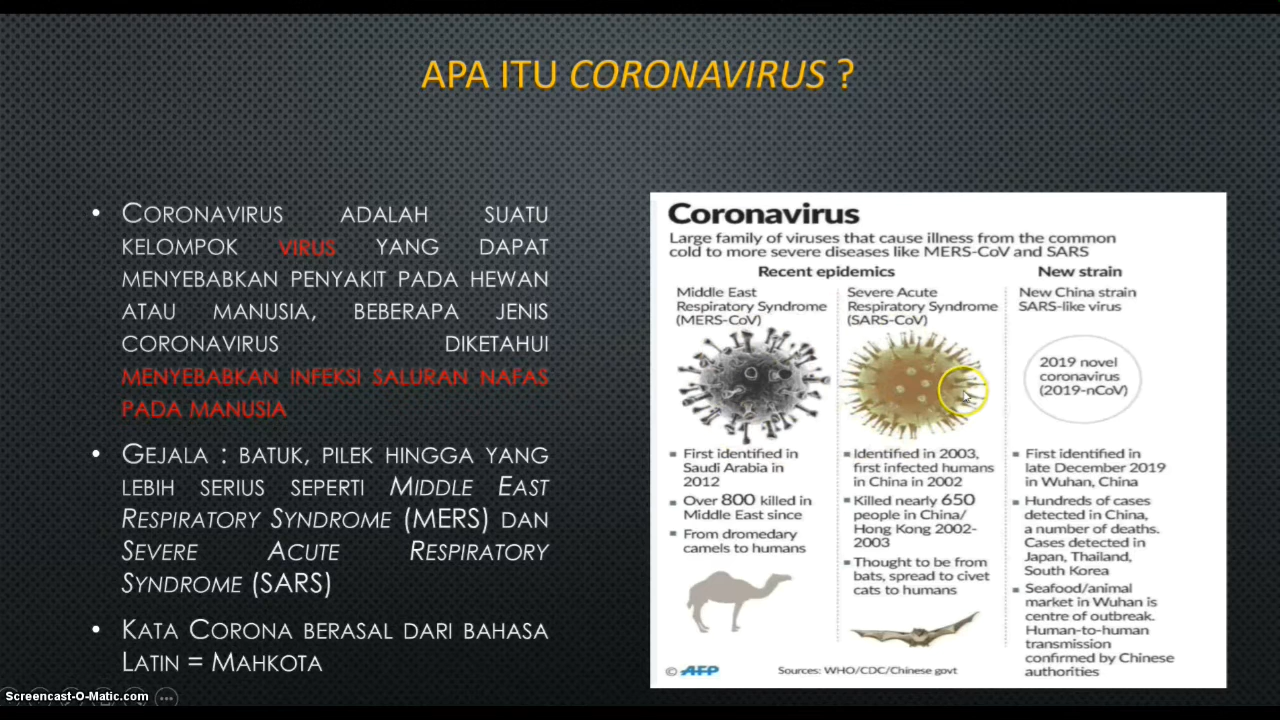 APA ITU CORONAVIRUS ?
• CORONAVIRUS ADALAH SUATU
KELOMPOK VIRUS YANG DAPAT
MENYEBABKAN PENYAKIT PADA HEWAN
ATAU MANUSIA, BEBERAPA JENIS
CORONAVIRUS DIKETAHUI
MENYEBABKAN INFEKSI SALURAN NAFAS
PADA MANUSIA
• GEJALA : BATUK, PILEK HINGGA YANG
LEBIH SERIUS SEPERTI MIDDLE EAST
RESPIRATORY SYNDROME (MERS) DAN
SEVERE ACUTE RESPIRATORY
SYNDROME (SARS)
• KATA CORONA BERASAL DARI BAHASA
LATIN = MAHKOTA
Coronavirus
Large family of viruses that cause illness from the common
cold to more severe diseases like MERS-CoV and SARS
Recent epidemics
Middle East
Respiratory Syndrome
(MERS-CoV)
▪ First identified in
Saudi Arabia in
2012
▪ Over 800 killed in
Middle East since
▪ From dromedary
camels to humans
Severe Acute
Respiratory Syndrome
(SARS-CoV)
▪ Identified in 2003,
first infected humans
in China in 2002
▪ Killed nearly 650
people in China/
Hong Kong 2002-
2003
▪ Thought to be from
bats, spread to civet
cats to humans
New strain
New China strain
SARS-like virus
2019 novel
coronavirus
(2019-nCoV)
▪ First identified in
late December 2019
in Wuhan, China
▪ Hundreds of cases
detected in China,
a number of deaths.
Cases detected in
Japan, Thailand,
South Korea
▪ Seafood/animal
market in Wuhan is
centre of outbreak.
Human-to-human
transmission
confirmed by Chinese
authorities
© AFP
Sources: WHO/CDC/Chinese govt
Screencast-O-Matic.com